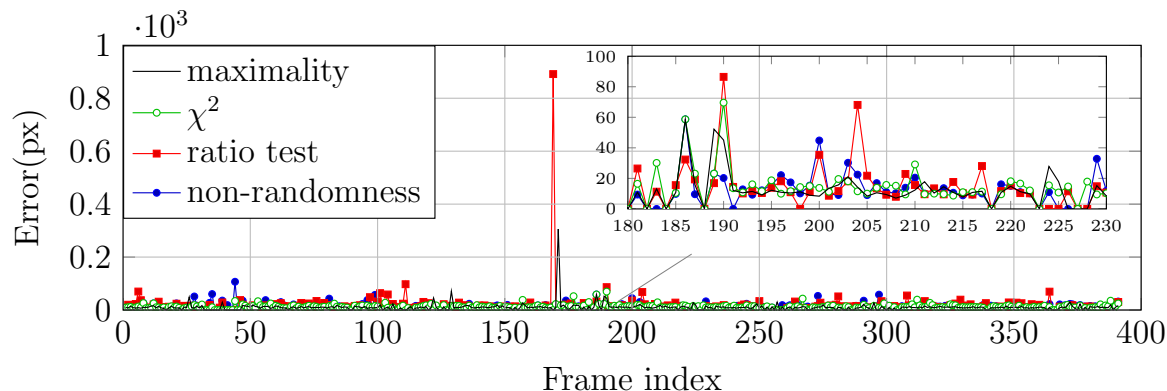 ·10³
Error(px)
1
0.8
0.6
0.4
0.2
0
maximality
χ²
ratio test
non-randomness
100
80
60
40
20
0
180 185 190 195 200 205 210 215 220 225 230
0 50 100 150 200 250 300 350 400
Frame index